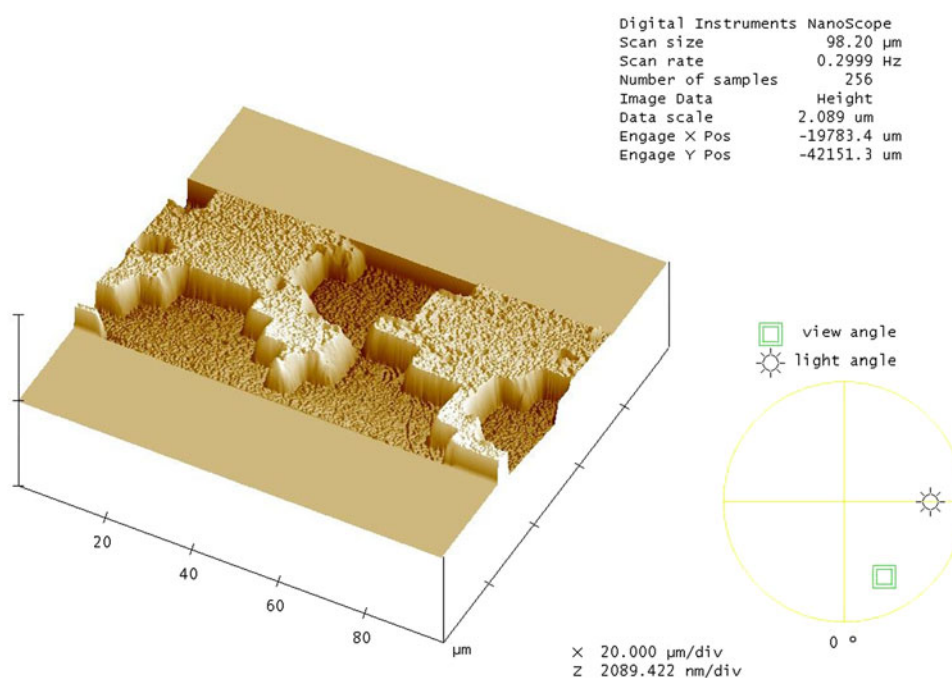 Digital Instruments NanoScope
Scan size 98.20 µm
Scan rate 0.2999 Hz
Number of samples 256
Image Data Height
Data scale 2.089 um
Engage X Pos -19783.4 um
Engage Y Pos -42151.3 um
view angle
light angle
20
40
60
80
µm
0 º
X 20.000 µm/div
Z 2089.422 nm/div